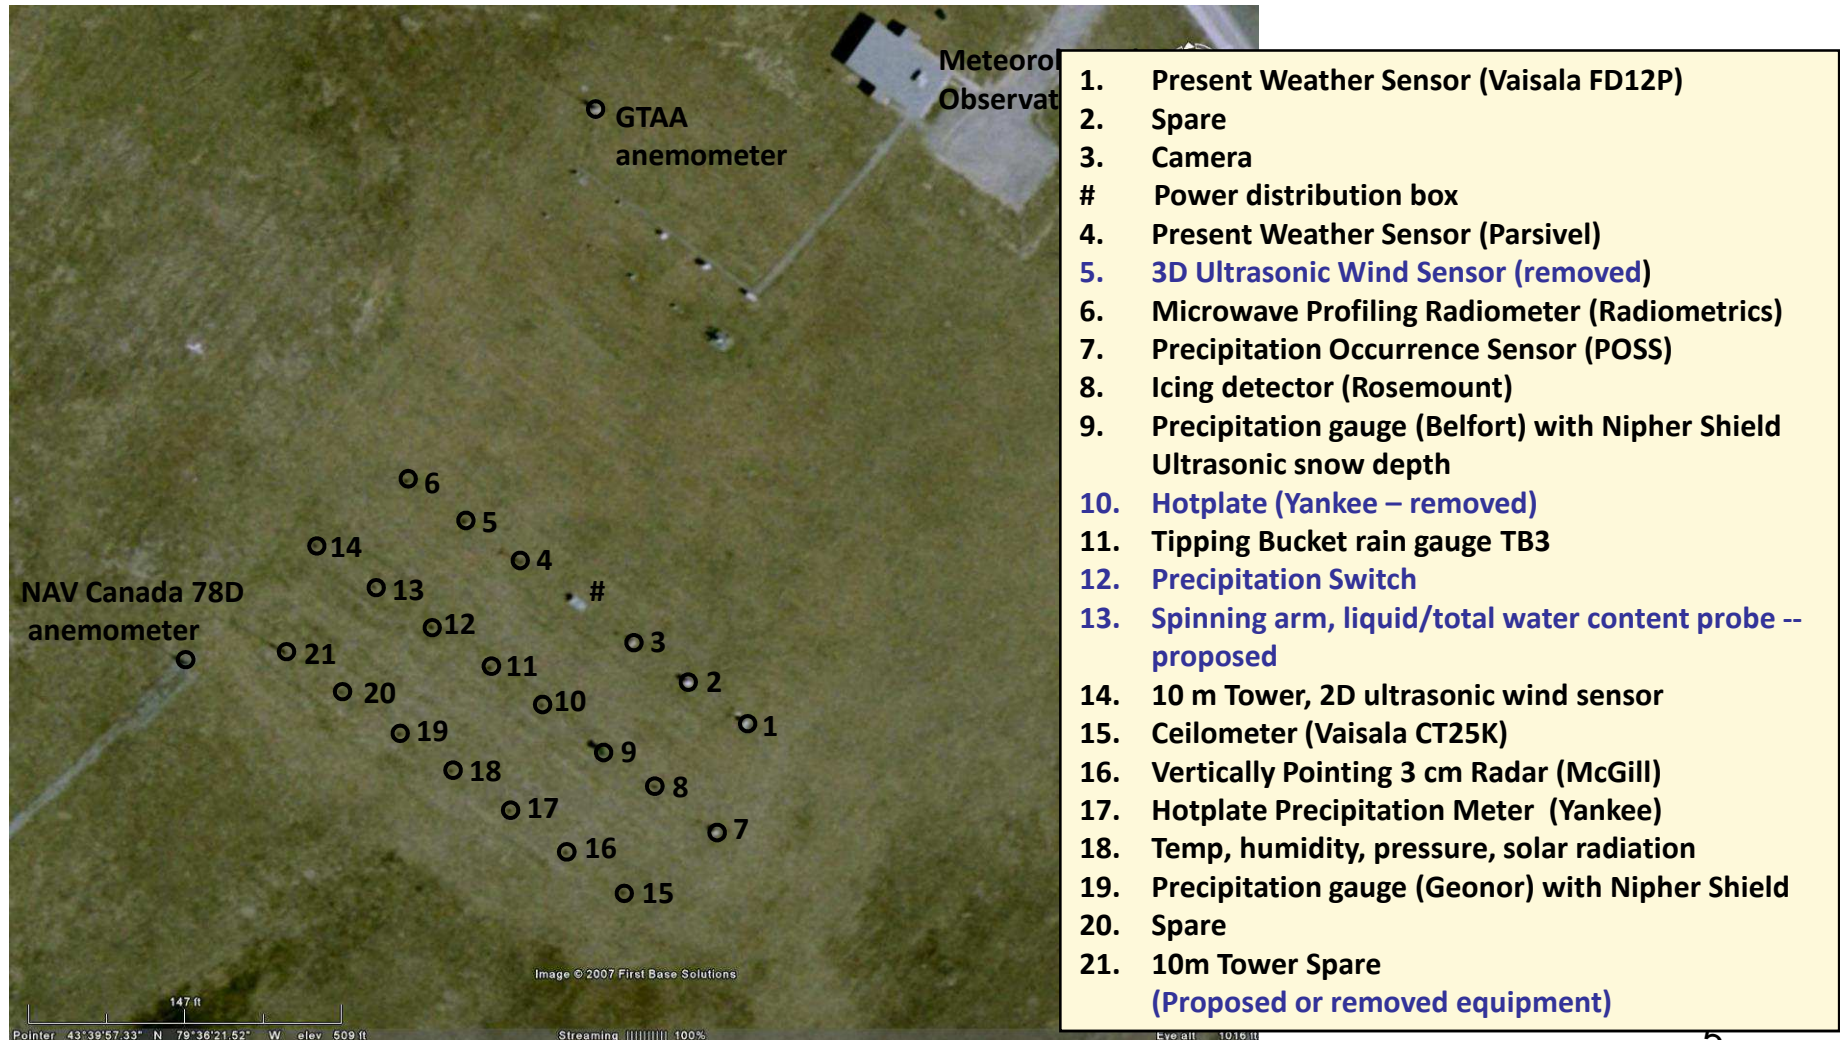 Meteorol
Observat
GTAA
anemometer
6
5
14
4
13
#
NAV Canada 78D
anemometer
12
3
21
11
2
20
10
1
19
9
18
8
17
7
16
15
Image © 2007 First Base Solutions
147 ft
Pointer 43°39'57.33" N 79°36'21.52" W elev 509 ft
Streaming |||||||||| 100%
Eye alt 1016 ft
1. Present Weather Sensor (Vaisala FD12P)
2. Spare
3. Camera
# Power distribution box
4. Present Weather Sensor (Parsivel)
5. 3D Ultrasonic Wind Sensor (removed)
6. Microwave Profiling Radiometer (Radiometrics)
7. Precipitation Occurrence Sensor (POSS)
8. Icing detector (Rosemount)
9. Precipitation gauge (Belfort) with Nipher Shield
Ultrasonic snow depth
10. Hotplate (Yankee – removed)
11. Tipping Bucket rain gauge TB3
12. Precipitation Switch
13. Spinning arm, liquid/total water content probe --
proposed
14. 10 m Tower, 2D ultrasonic wind sensor
15. Ceilometer (Vaisala CT25K)
16. Vertically Pointing 3 cm Radar (McGill)
17. Hotplate Precipitation Meter (Yankee)
18. Temp, humidity, pressure, solar radiation
19. Precipitation gauge (Geonor) with Nipher Shield
20. Spare
21. 10m Tower Spare
(Proposed or removed equipment)